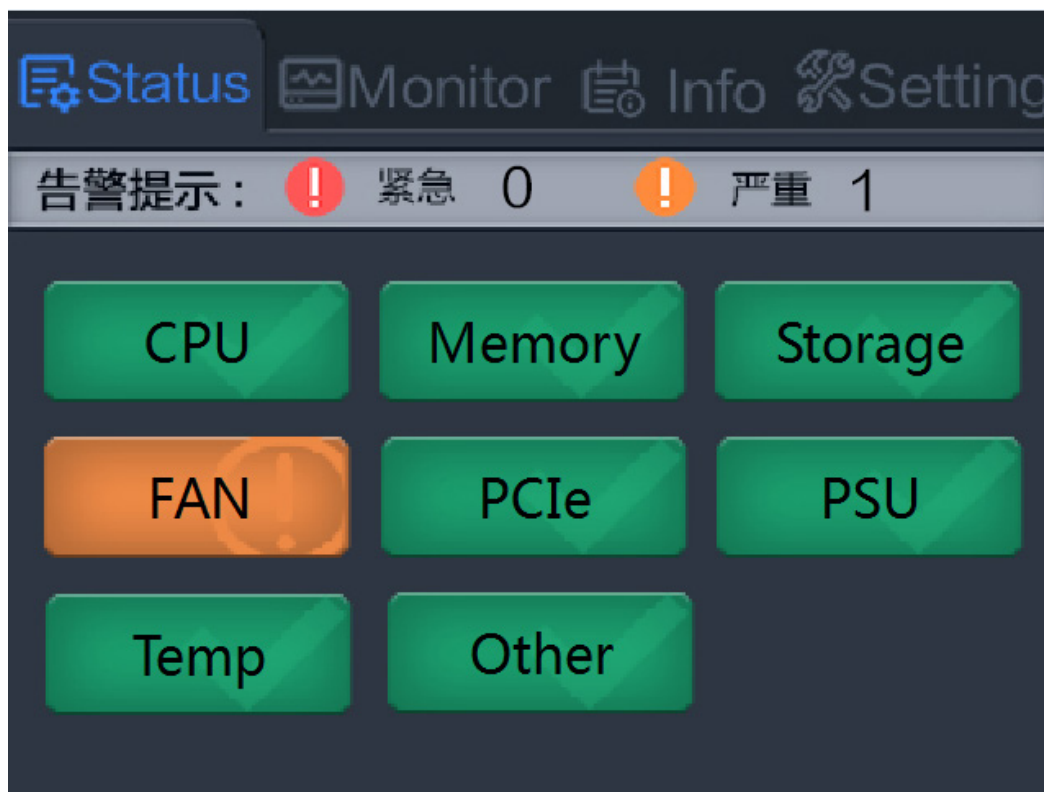 Status Monitor Info Setting
告警提示： 紧急 0 严重 1
CPU Memory Storage
FAN PCIe PSU
Temp Other